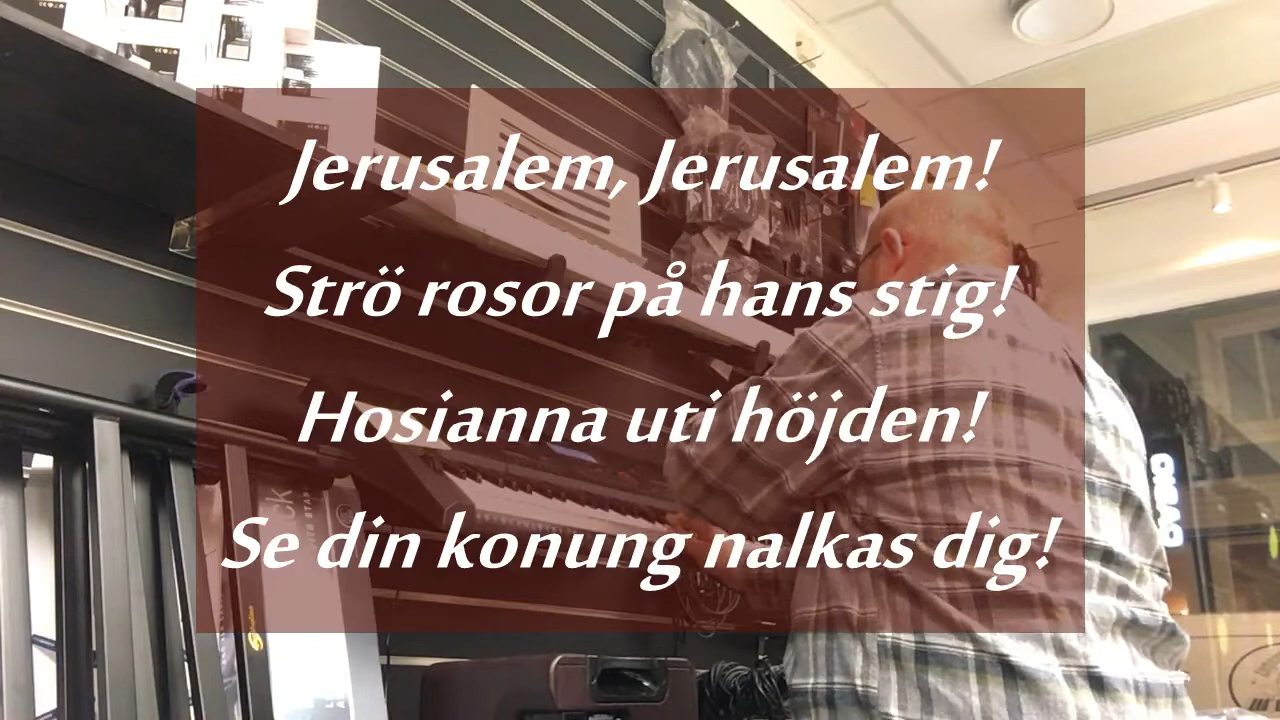 Jerusalem, Jerusalem!
Strö rosor på hans stig!
Hosianna uti höjden!
Se din konung nalkas dig!